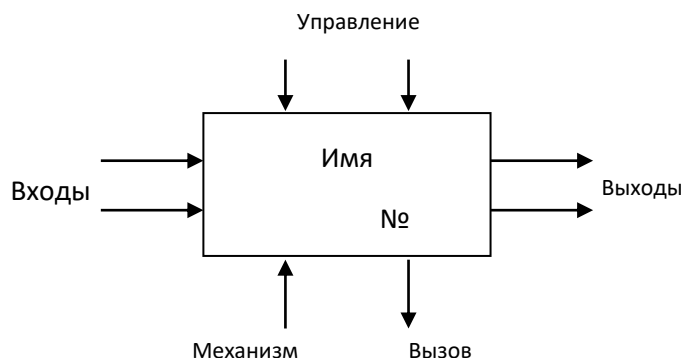 Управление
Имя
Входы
Выходы
№
Механизм
Вызов